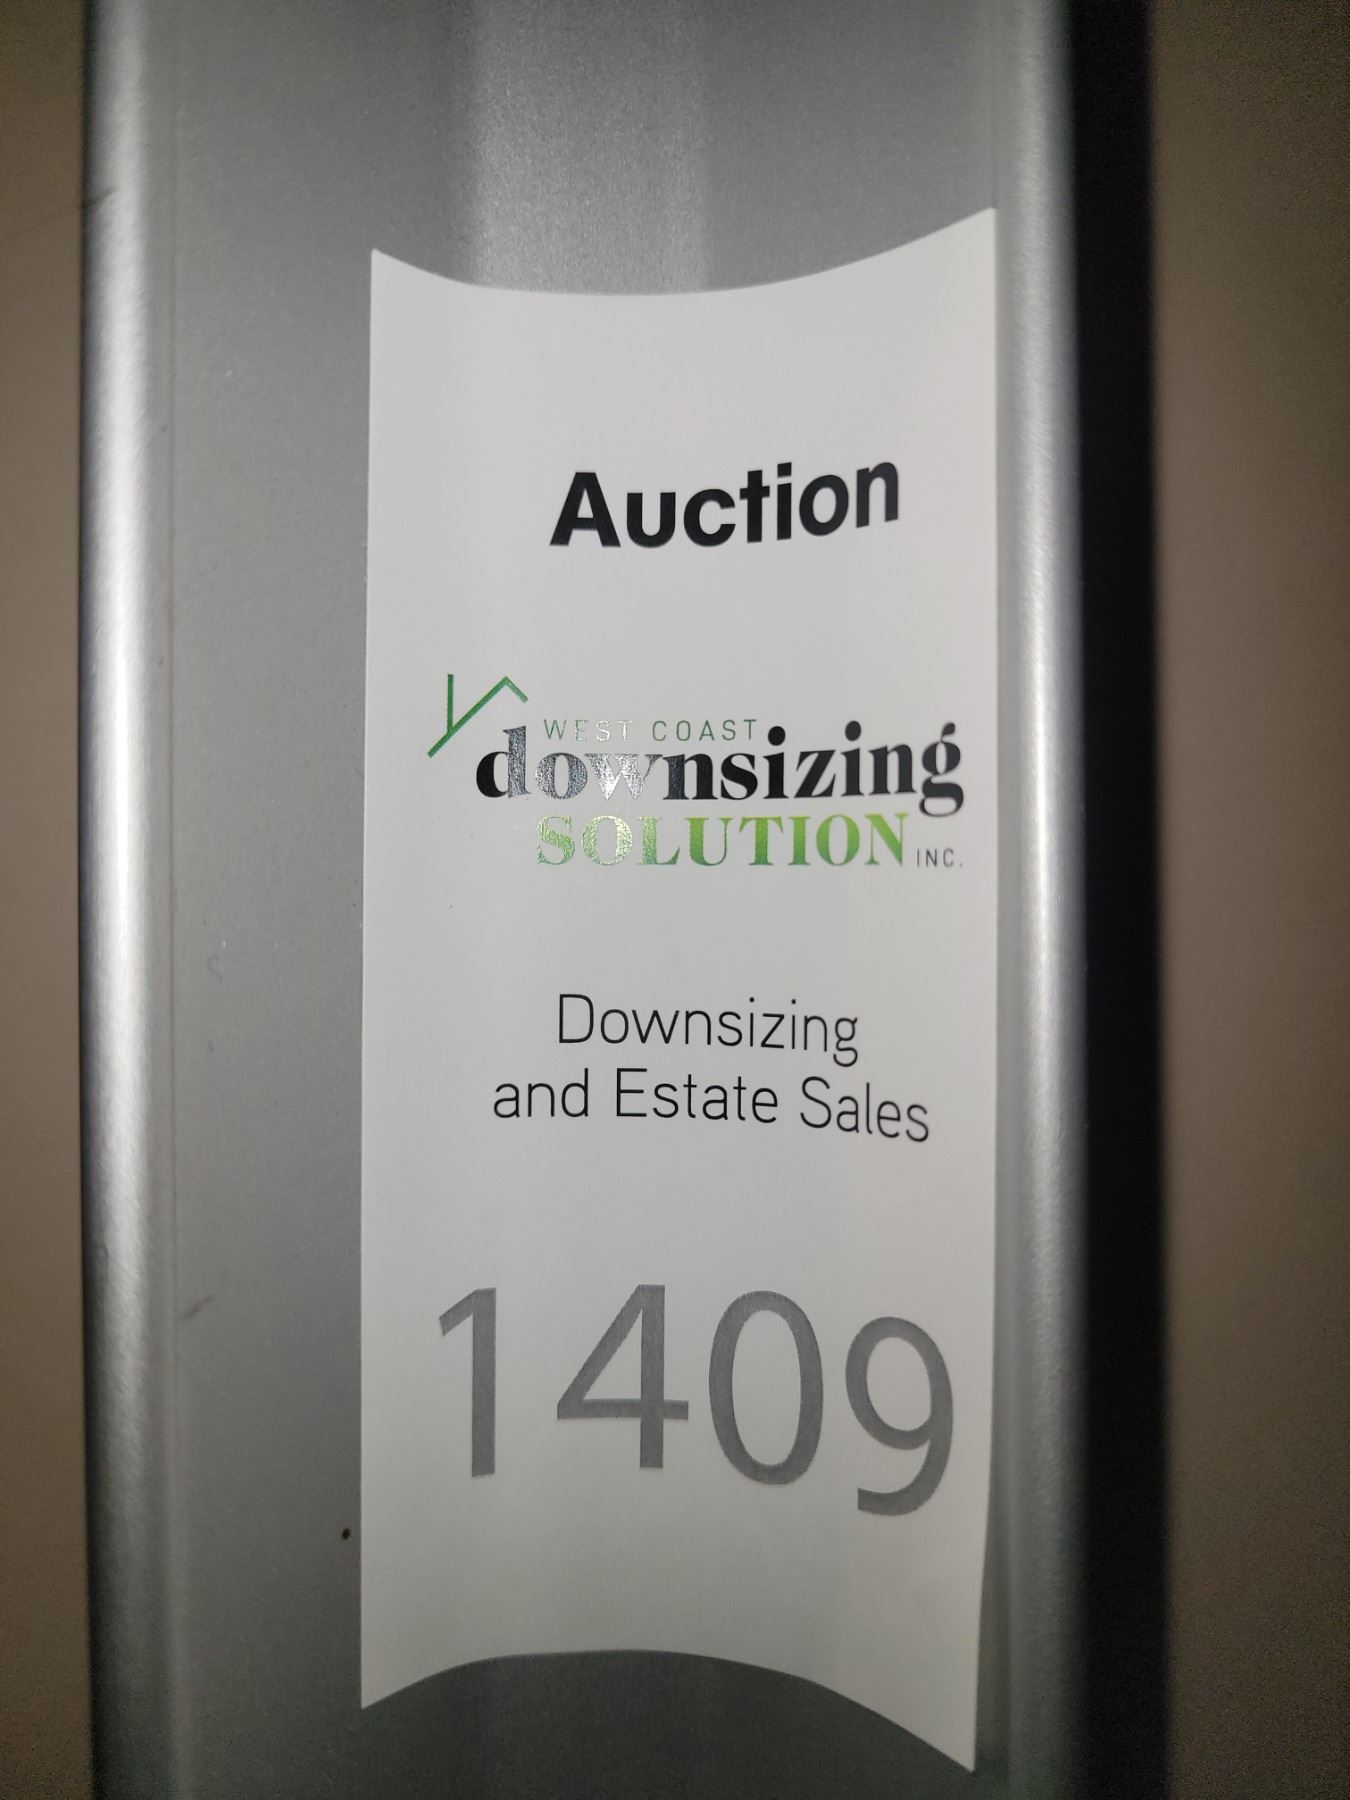 Auction
WEST COAST
downsizing
SOLUTION INC.
Downsizing
and Estate Sales
1409